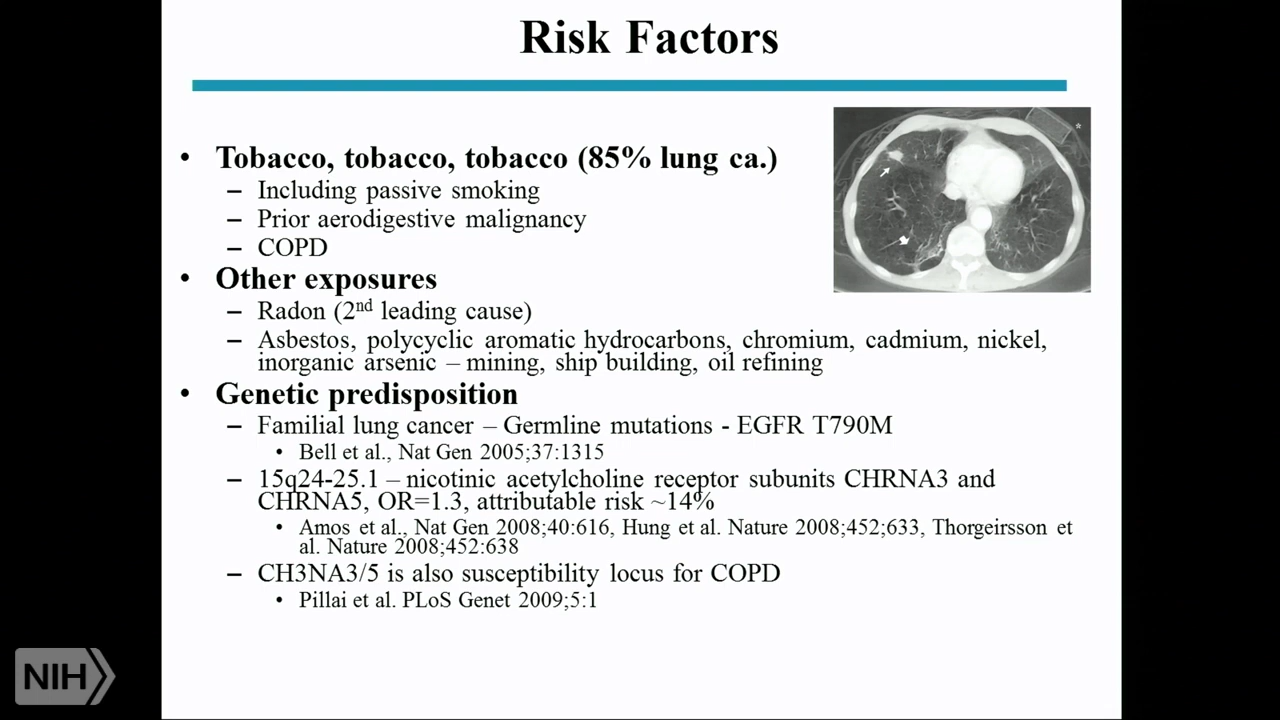 Risk Factors
• Tobacco, tobacco, tobacco (85% lung ca.)
– Including passive smoking
– Prior aerodigestive malignancy
– COPD
• Other exposures
– Radon (2nd leading cause)
– Asbestos, polycyclic aromatic hydrocarbons, chromium, cadmium, nickel,
inorganic arsenic – mining, ship building, oil refining
• Genetic predisposition
– Familial lung cancer – Germline mutations - EGFR T790M
• Bell et al., Nat Gen 2005;37:1315
– 15q24-25.1 – nicotinic acetylcholine receptor subunits CHRNA3 and
CHRNA5, OR=1.3, attributable risk ~14%
• Amos et al., Nat Gen 2008;40:616, Hung et al. Nature 2008;452;633, Thorgeirsson et
al. Nature 2008;452:638
– CH3NA3/5 is also susceptibility locus for COPD
• Pillai et al. PLoS Genet 2009;5:1
NIH